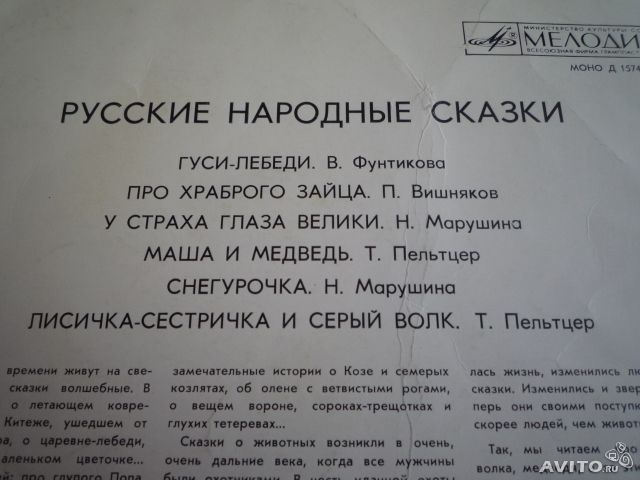 МИНИСТЕРСТВО КУЛЬТУРЫ
МЕЛОДИ
ВСЕСОЮЗНАЯ ФИРМА
МОНО Д 1574
РУССКИЕ НАРОДНЫЕ СКАЗКИ
ГУСИ-ЛЕБЕДИ. В. Фунтикова
ПРО ХРАБРОГО ЗАЙЦА. П. Вишняков
У СТРАХА ГЛАЗА ВЕЛИКИ. Н. Марушина
МАША И МЕДВЕДЬ. Т. Пельтцер
СНЕГУРОЧКА. Н. Марушина
ЛИСИЧКА-СЕСТРИЧКА И СЕРЫЙ ВОЛК. Т. Пельтцер
времени живут на све-
сказки волшебные. В
о летающем ковре-
Китеже, ушедшем от
о царевне-лебеди,
аленьком цветочке...
про глупого Попа
замечательные истории о Козе и семерых
козлятах, об олене с ветвистыми рогами,
о вещем вороне, сороках-трещотках и
глухих тетеревах...
Сказки о животных возникли в очень,
очень дальние века, когда все мужчины
были охотниками. В честь удачной охоты
лась жизнь, изменились
сказки. Изменились и
перь они своими
скорее людей, чем
Так, мы читаем
волка,
AVITO.ru